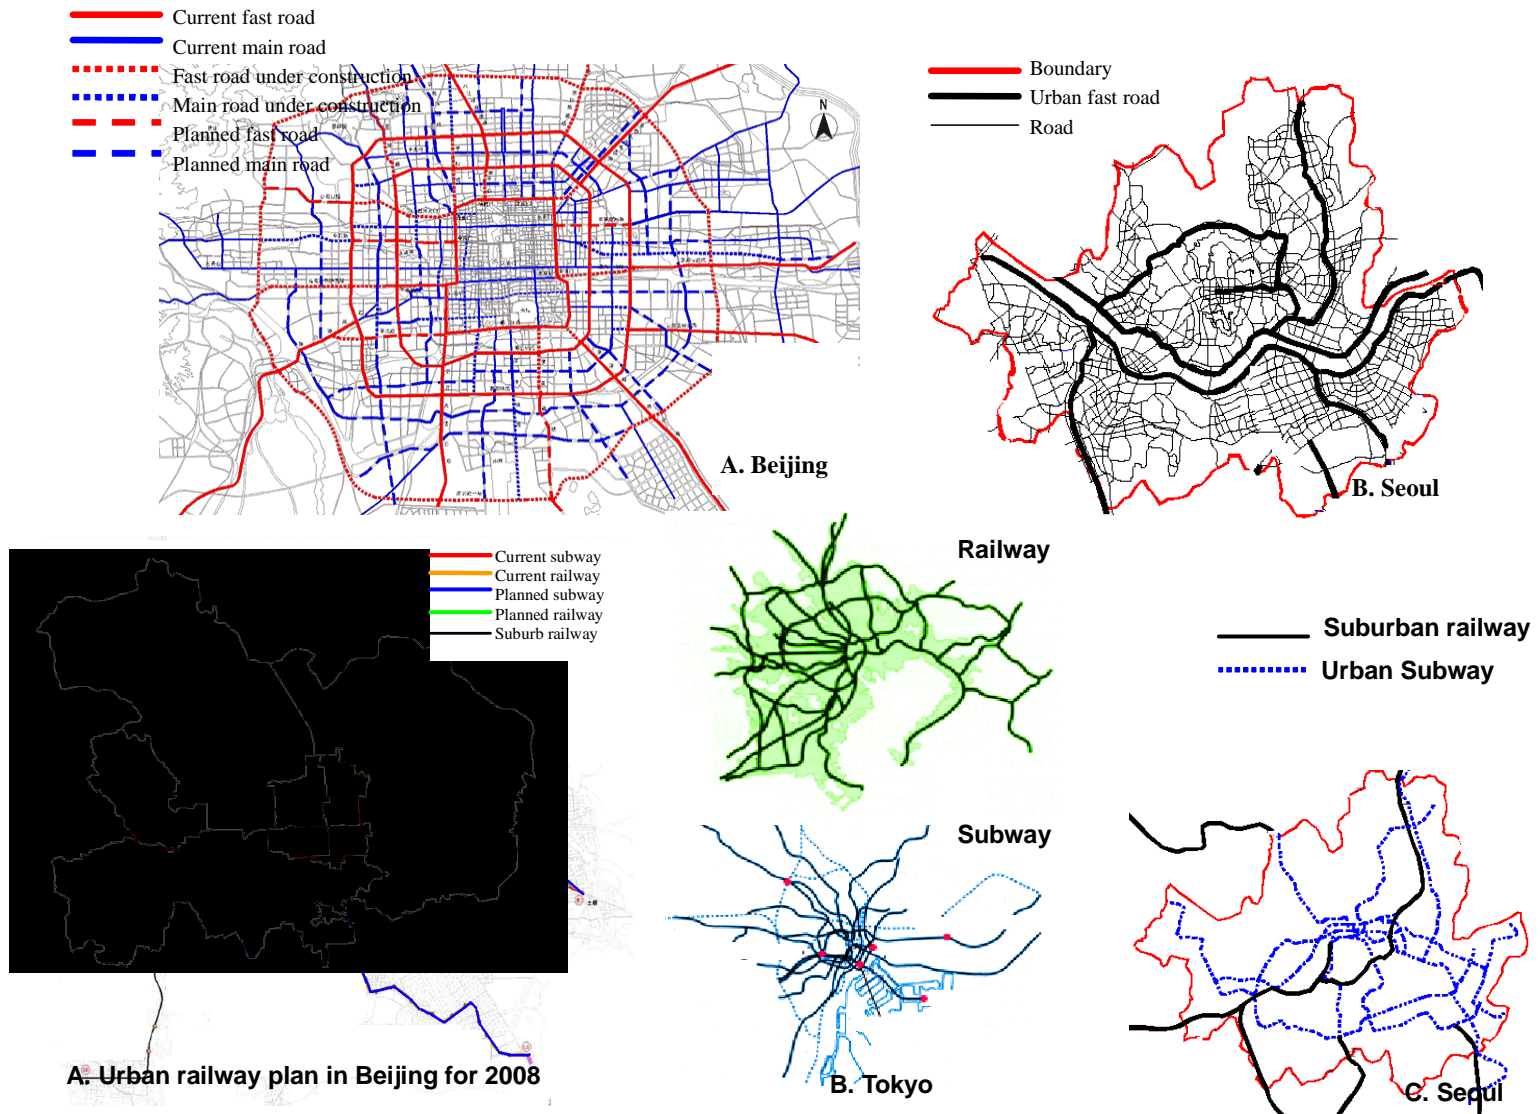 Current fast road
Current main road
Fast road under construction
Main road under construction
Planned fast road
Planned main road
N
A. Beijing
Boundary
Urban fast road
Road
B. Seoul
Current subway
Current railway
Planned subway
Planned railway
Suburb railway
A. Urban railway plan in Beijing for 2008
Railway
Subway
B. Tokyo
Suburban railway
Urban Subway
C. Seoul